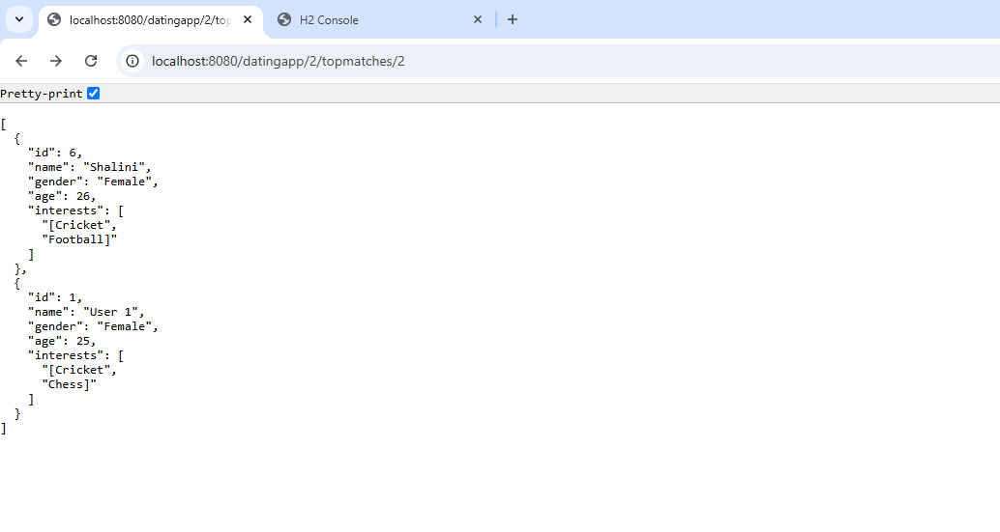 localhost:8080/datingapp/2/top
H2 Console
localhost:8080/datingapp/2/topmatches/2
Pretty-print
[
  {
    "id": 6,
    "name": "Shalini",
    "gender": "Female",
    "age": 26,
    "interests": [
      "[Cricket",
      "Football]"
    ]
  },
  {
    "id": 1,
    "name": "User 1",
    "gender": "Female",
    "age": 25,
    "interests": [
      "[Cricket",
      "Chess]"
    ]
  }
]